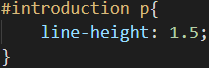 #introduction p{
    line-height: 1.5;
}